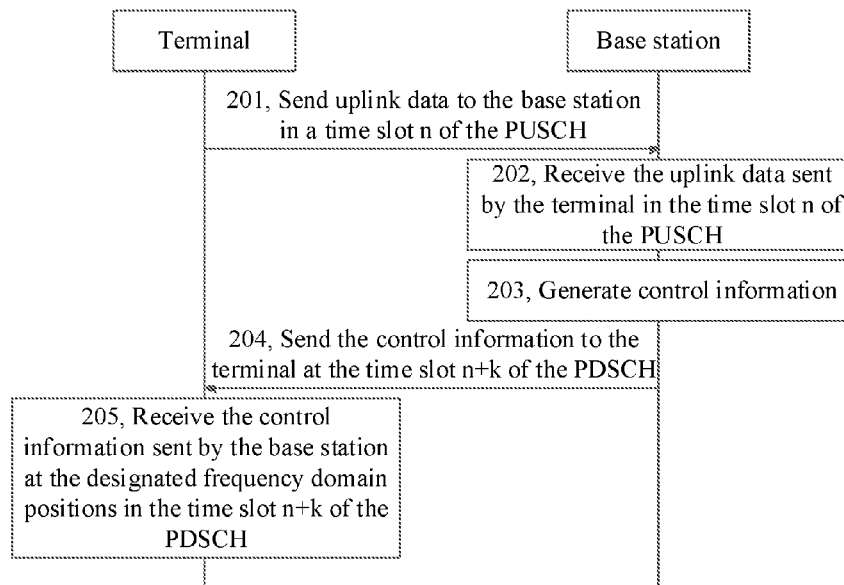 Terminal
Base station
201, Send uplink data to the base station
in a time slot n of the PUSCH
202, Receive the uplink data sent
by the terminal in the time slot n of
the PUSCH
203, Generate control information
204, Send the control information to the
terminal at the time slot n+k of the PDSCH
205, Receive the control
information sent by the base station
at the designated frequency domain
positions in the time slot n+k of the
PDSCH